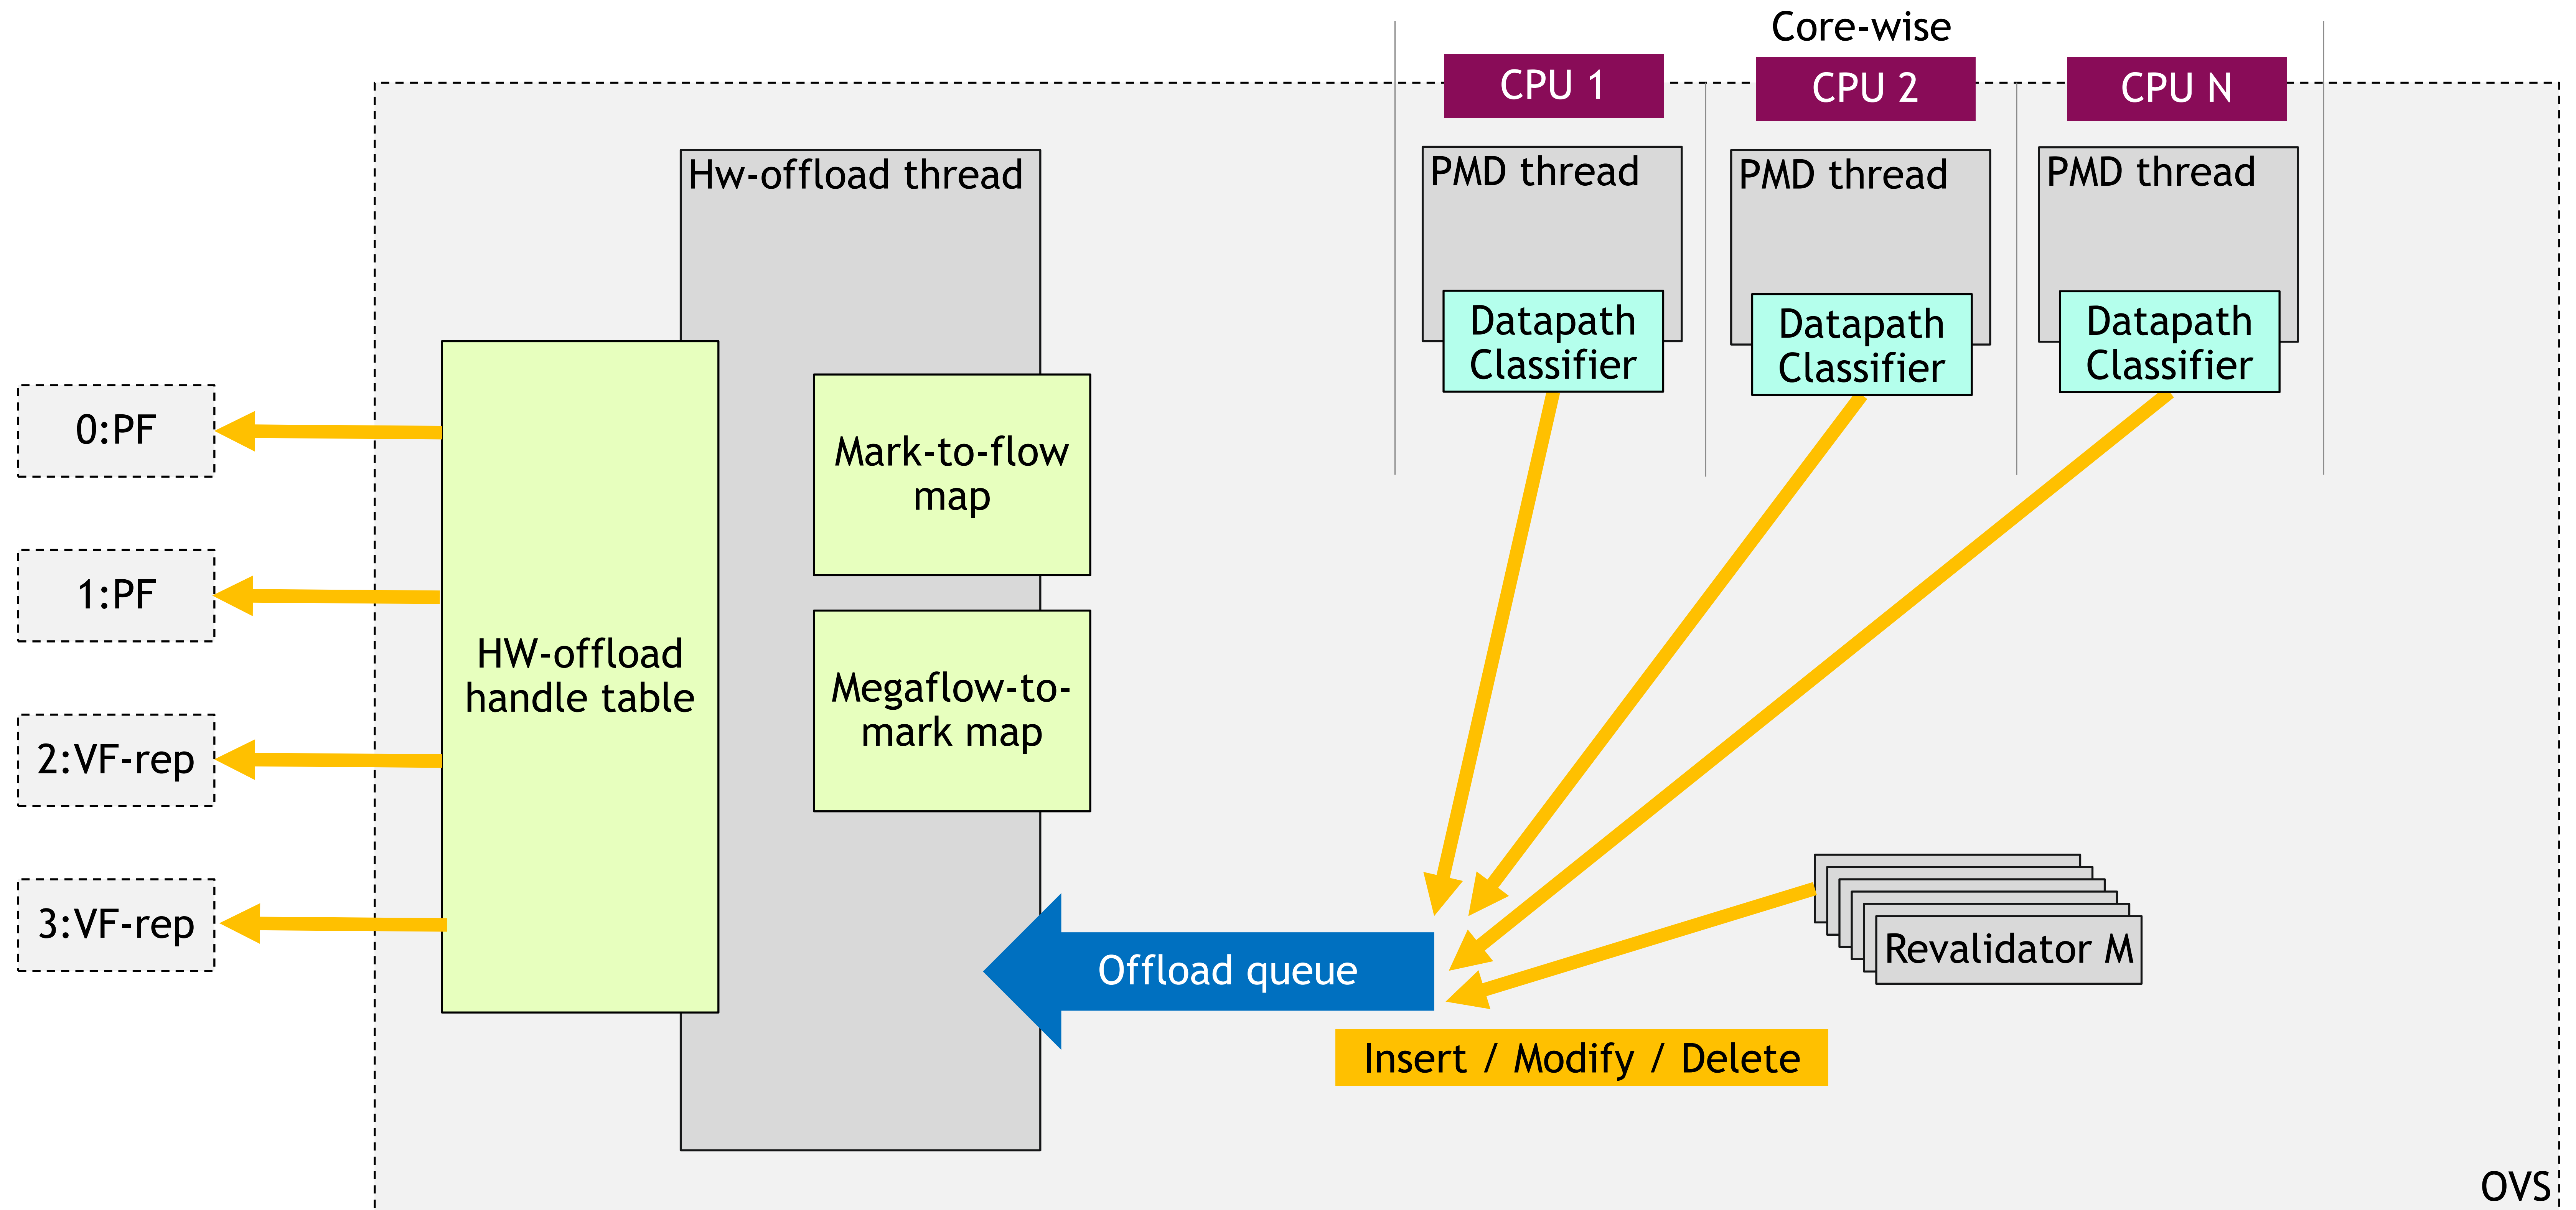 Core-wise
CPU 1
CPU 2
CPU N
Hw-offload thread
PMD thread
PMD thread
PMD thread
Datapath
Classifier
Datapath
Classifier
Datapath
Classifier
0:PF
1:PF
2:VF-rep
3:VF-rep
HW-offload
handle table
Mark-to-flow
map
Megaflow-to-
mark map
Offload queue
Revalidator M
Insert / Modify / Delete
OVS